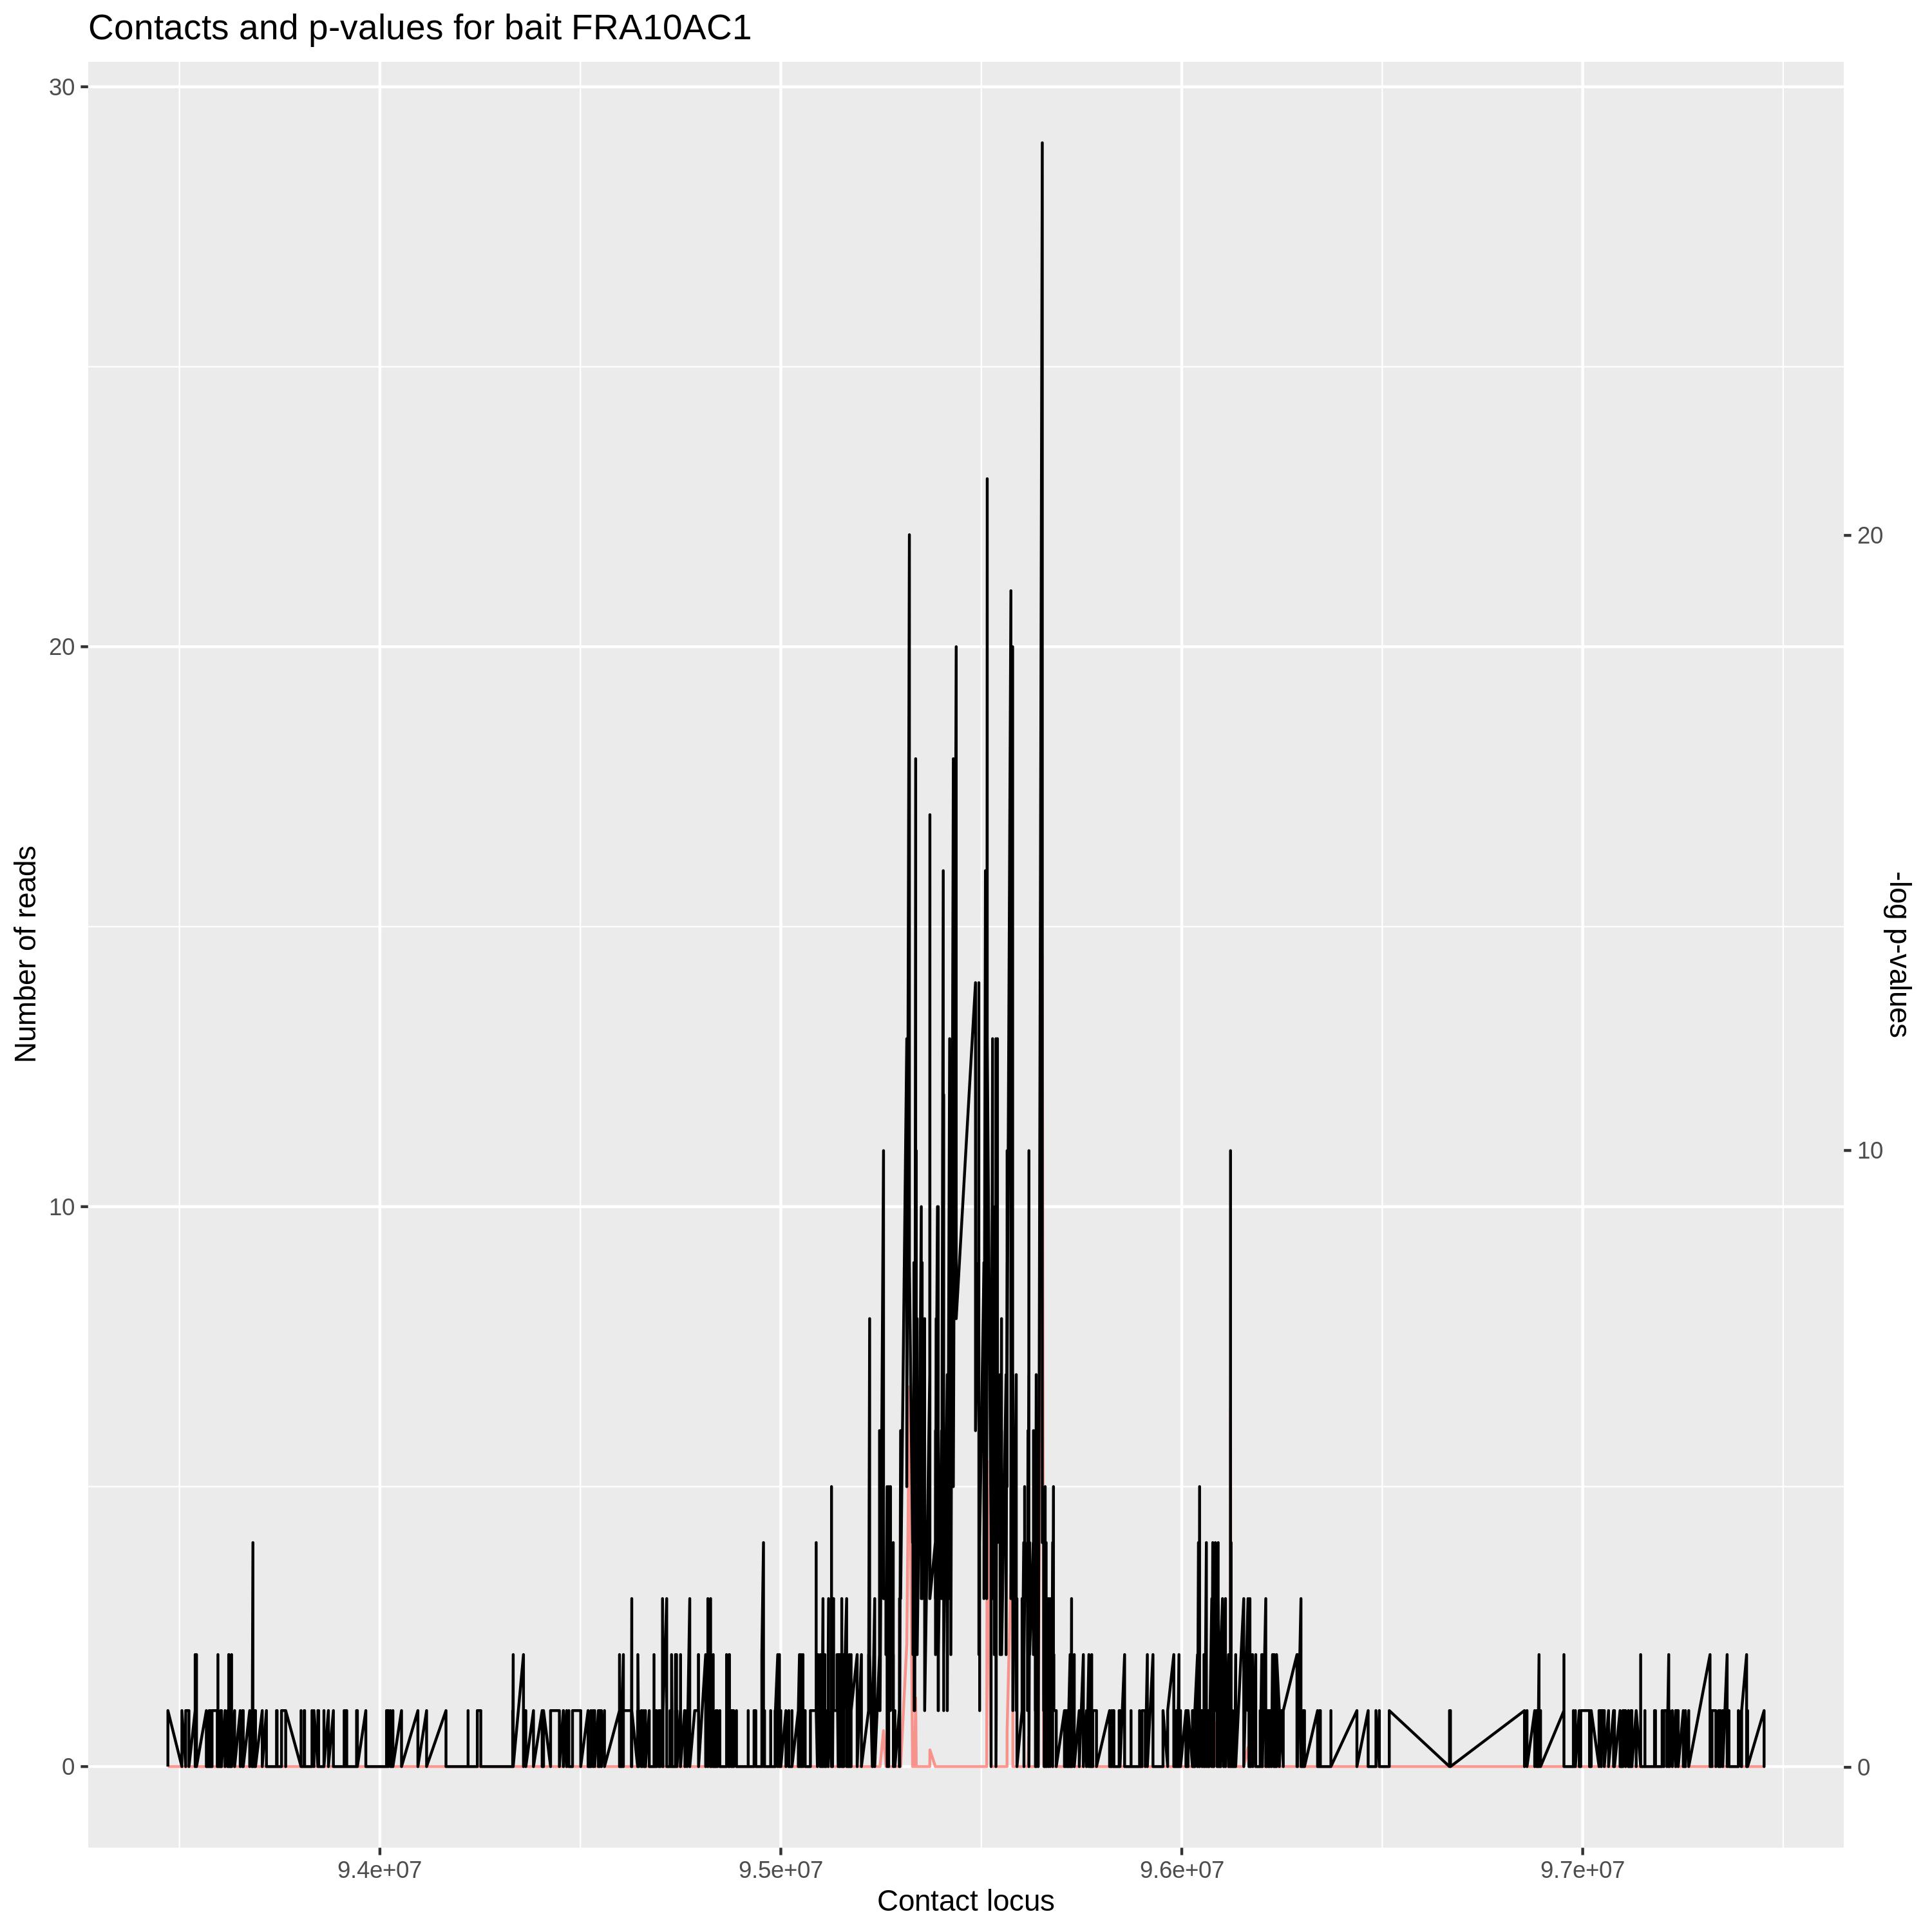 Contacts and p-values for bait FRA10AC1
30
20
10
0
Number of reads
20
10
0
-log p-values
9.4e+07 9.5e+07 9.6e+07 9.7e+07
Contact locus